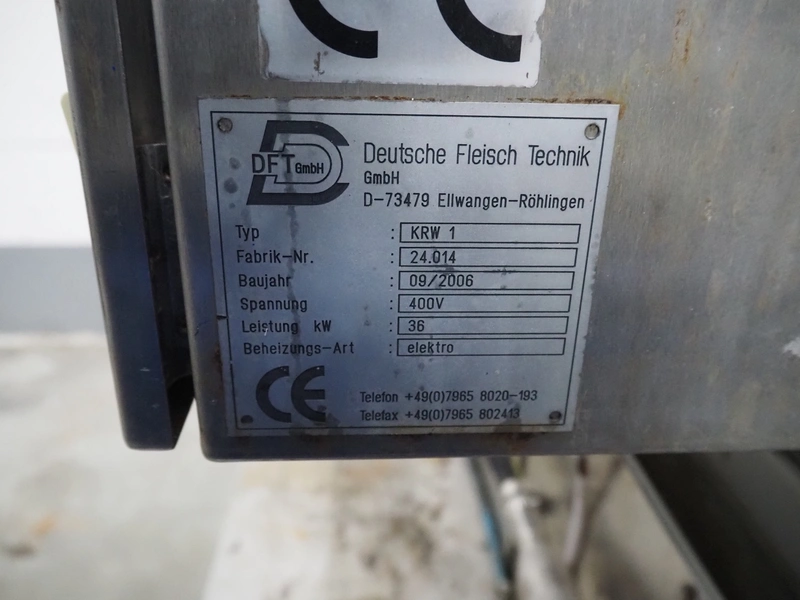 CE
DFT GmbH
Deutsche Fleisch Technik
GmbH
D-73479 Ellwangen-Röhlingen
Typ : KRW 1
Fabrik-Nr. : 24.014
Baujahr : 09/2006
Spannung : 400V
Leistung kW : 36
Beheizungs-Art : elektro
CE
Telefon +49(0)7965 8020-193
Telefax +49(0)7965 802413